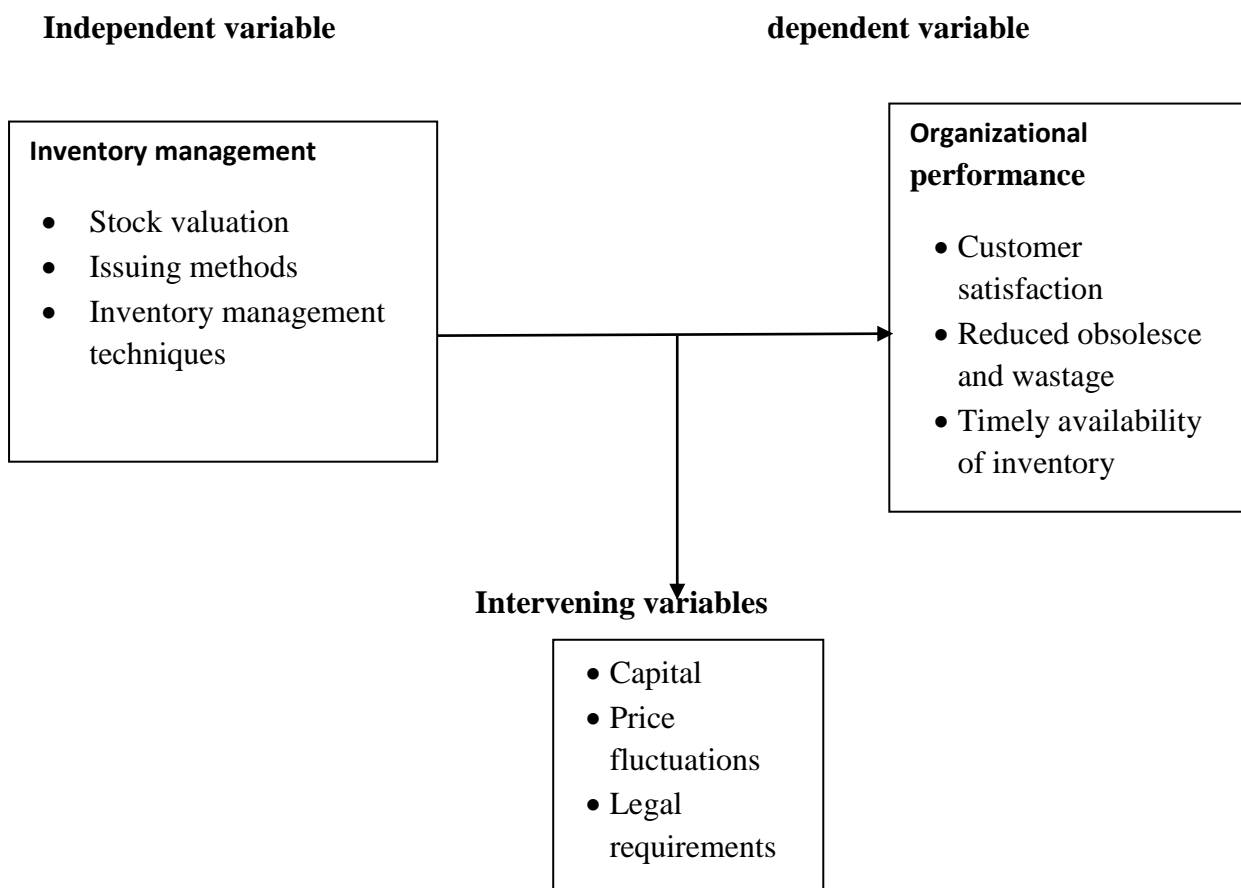 Independent variable
dependent variable
Inventory management
• Stock valuation
• Issuing methods
• Inventory management
techniques
Organizational
performance
• Customer
satisfaction
• Reduced obsolesce
and wastage
• Timely availability
of inventory
Intervening variables
• Capital
• Price
fluctuations
• Legal
requirements